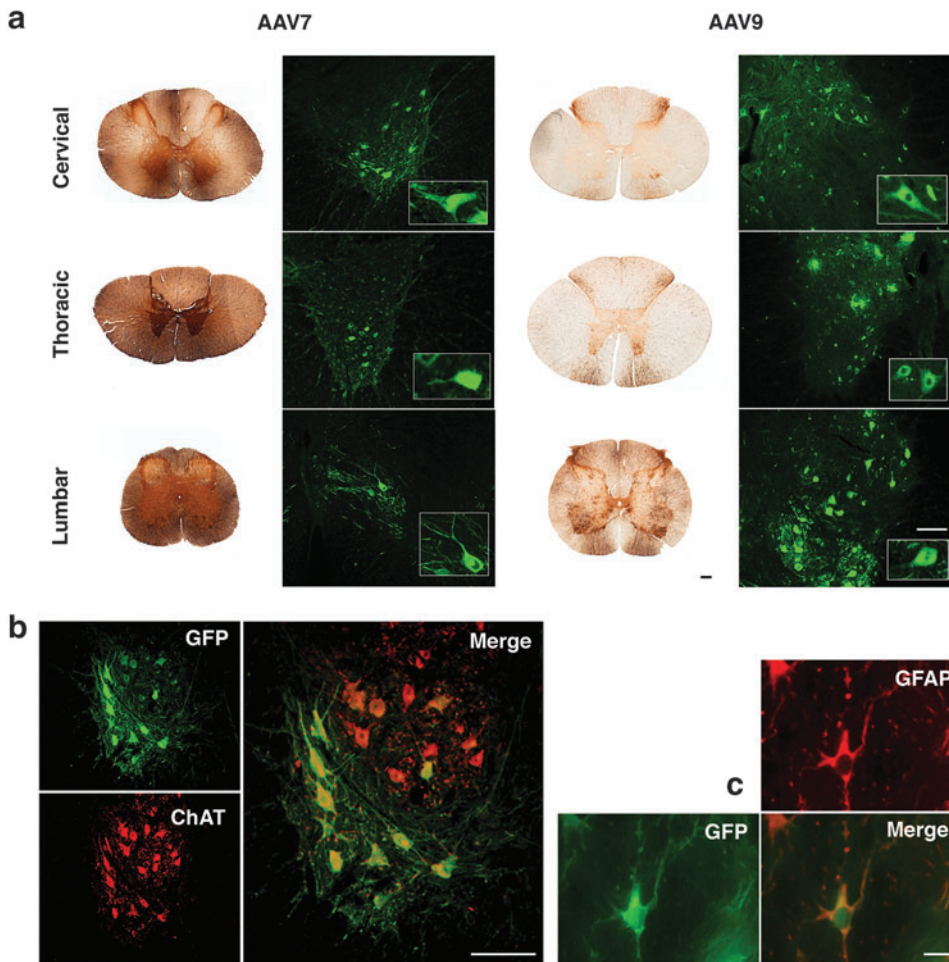 a
AAV7
AAV9
Cervical
Thoracic
Lumbar
b
GFP
Merge
ChAT
GFAP
c
GFP
Merge